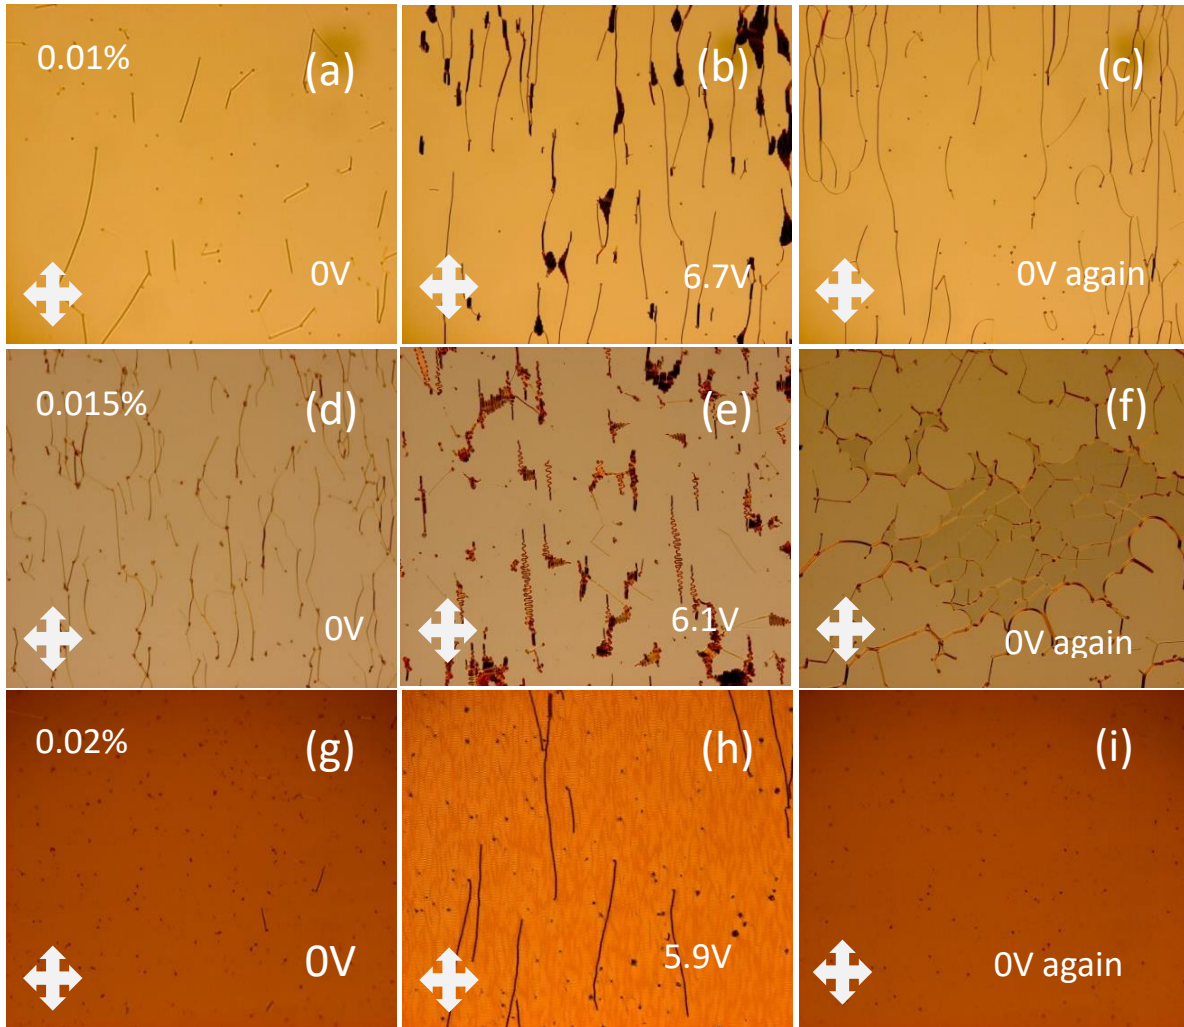 0.01%
(a)
0V
(b)
6.7V
(c)
0V again
0.015%
(d)
0V
(e)
6.1V
(f)
0V again
0.02%
(g)
0V
(h)
5.9V
(i)
0V again